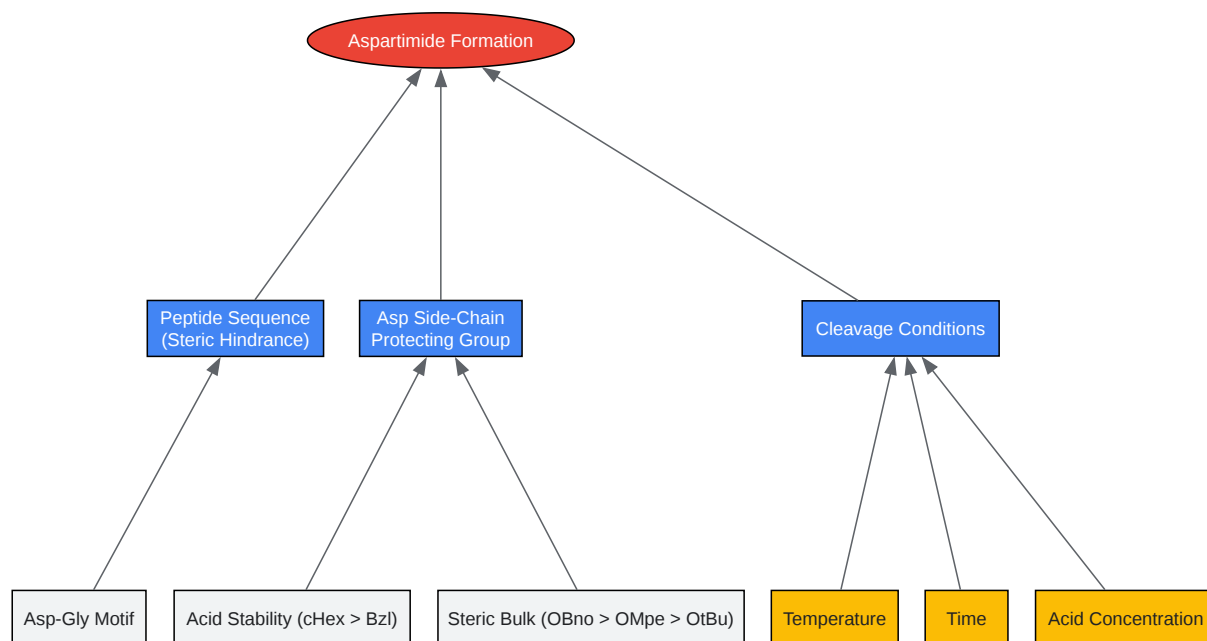 Aspartimide Formation
Peptide Sequence
(Steric Hindrance)
Asp Side-Chain
Protecting Group
Cleavage Conditions
Asp-Gly Motif
Acid Stability (cHex > Bzl)
Steric Bulk (OBno > OMpe > OtBu)
Temperature
Time
Acid Concentration